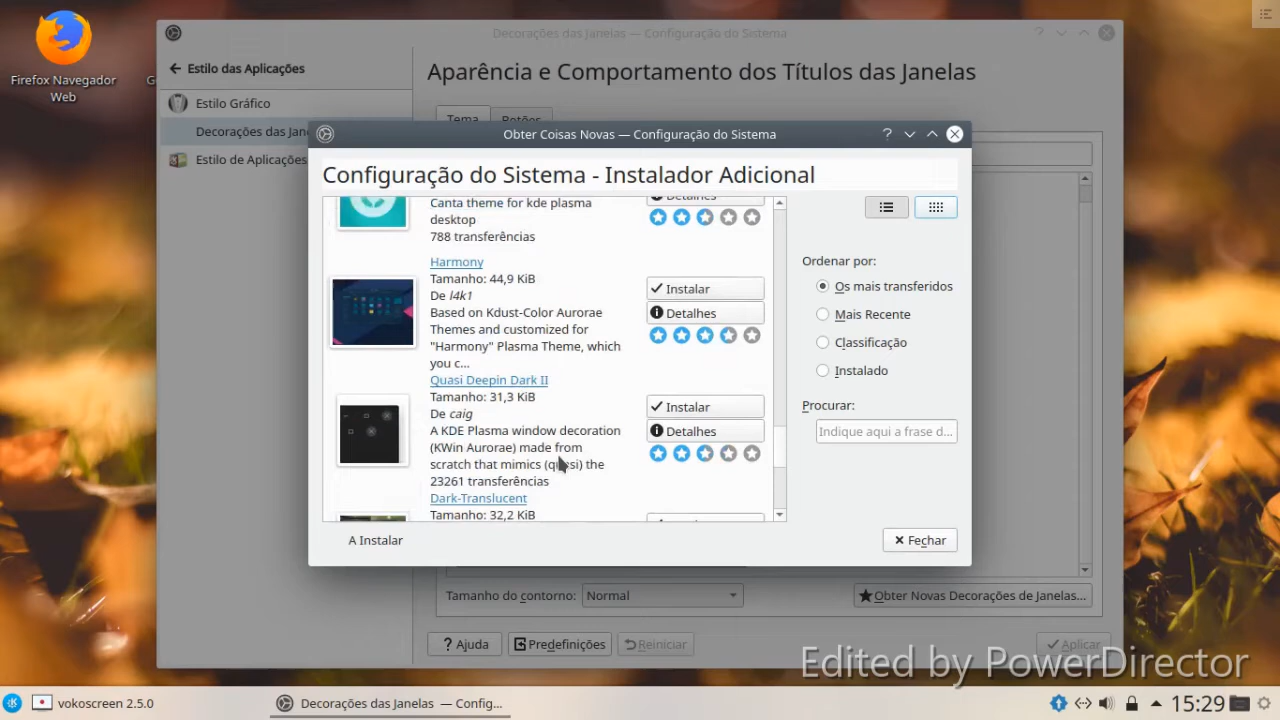 Firefox Navegador
Web
Decorações das Janelas — Configuração do Sistema
Estilo das Aplicações
Estilo Gráfico
Decorações das Jan
Estilo de Aplicações
Aparência e Comportamento dos Títulos das Janelas
Tema
Botões
Obter Coisas Novas — Configuração do Sistema
Configuração do Sistema - Instalador Adicional
Canta theme for kde plasma
desktop
788 transferências
Detalhes
Harmony
Tamanho: 44,9 KiB
De l4k1
Based on Kdust-Color Aurorae
Themes and customized for
"Harmony" Plasma Theme, which
you c...
Instalar
Detalhes
Quasi Deepin Dark II
Tamanho: 31,3 KiB
De caig
A KDE Plasma window decoration
(KWin Aurorae) made from
scratch that mimics (quasi) the
23261 transferências
Instalar
Detalhes
Dark-Translucent
Tamanho: 32,2 KiB
Ordenar por:
Os mais transferidos
Mais Recente
Classificação
Instalado
Procurar:
Indique aqui a frase d...
A Instalar
Fechar
Tamanho do contorno: Normal
Obter Novas Decorações de Janelas...
? Ajuda
Predefinições
Reiniciar
Aplicar
Edited by PowerDirector
vokoscreen 2.5.0
Decorações das Janelas — Config...
15:29